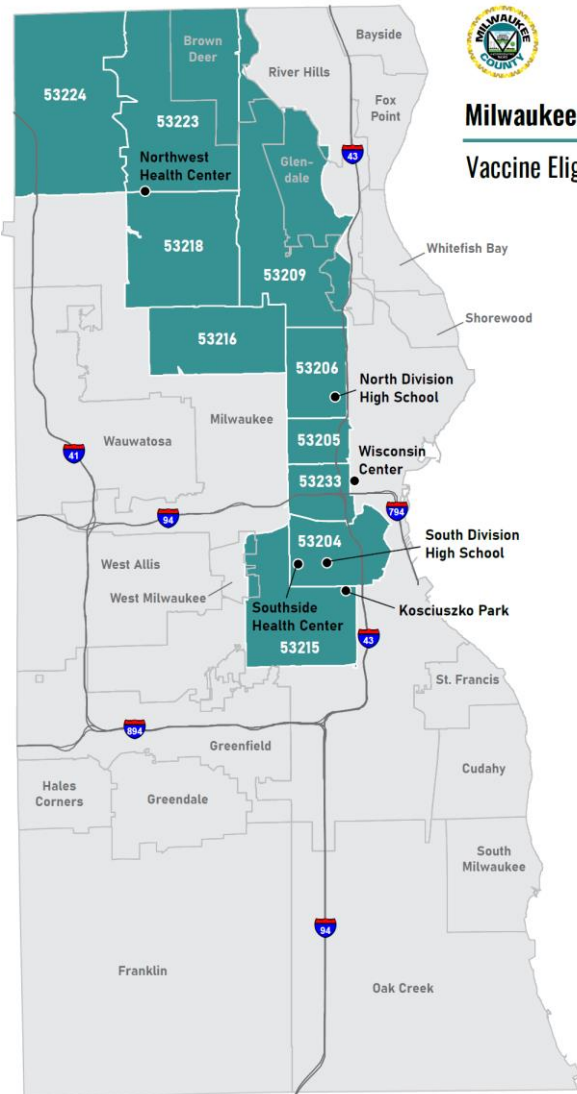 MILWAUKEE
COUNTY
Milwaukee
Vaccine Elig
Bayside
Brown
Deer
River Hills
53224
53223
Fox
Point
Northwest
Health Center
Glen-
dale
43
53218
53209
Whitefish Bay
Shorewood
53216
53206
North Division
High School
Milwaukee
53205
Wauwatosa
41
Wisconsin
Center
53233
94
794
53204
South Division
High School
West Allis
West Milwaukee
Southside
Health Center
Kosciuszko Park
53215
43
St. Francis
894
Greenfield
Cudahy
Hales
Corners
Greendale
South
Milwaukee
94
Franklin
Oak Creek